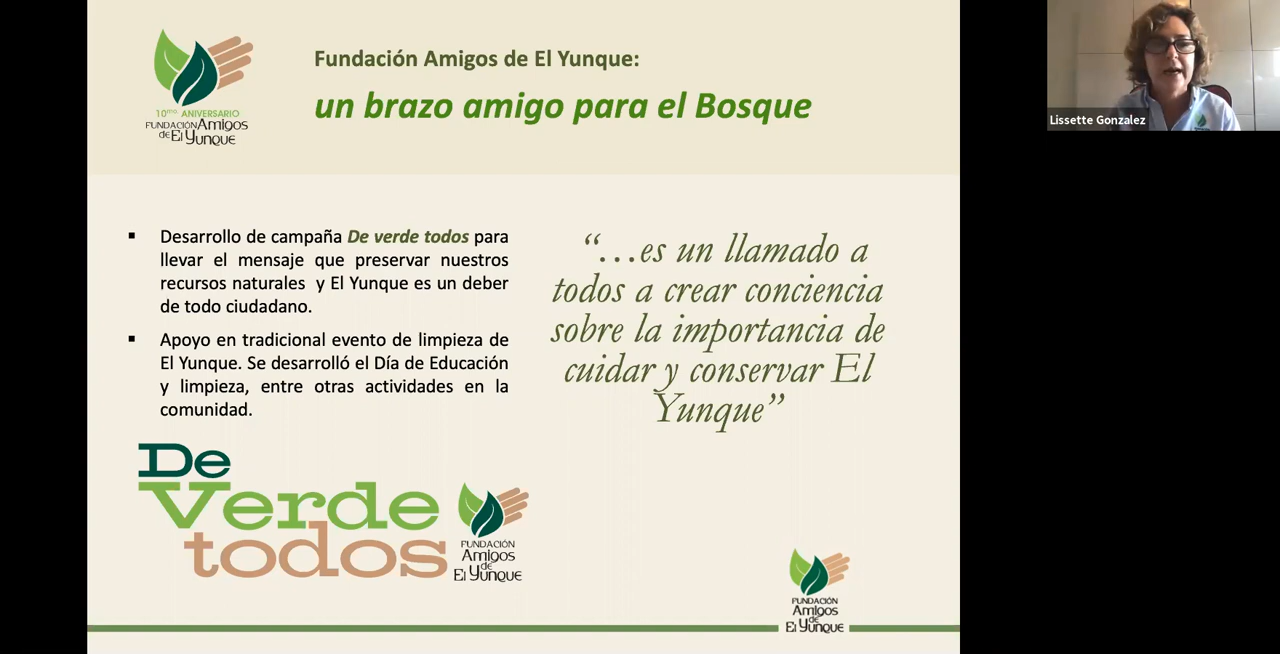 Fundación Amigos de El Yunque:
un brazo amigo para el Bosque
10mo. ANIVERSARIO
FUNDACIÓN Amigos
de El Yunque
Lissette Gonzalez
▪ Desarrollo de campaña De verde todos para
llevar el mensaje que preservar nuestros
recursos naturales y El Yunque es un deber
de todo ciudadano.
▪ Apoyo en tradicional evento de limpieza de
El Yunque. Se desarrolló el Día de Educación
y limpieza, entre otras actividades en la
comunidad.
“…es un llamado a
todos a crear conciencia
sobre la importancia de
cuidar y conservar El
Yunque”
De
Verde
todos
FUNDACIÓN
Amigos
de
El Yunque
FUNDACIÓN
Amigos
de
El Yunque